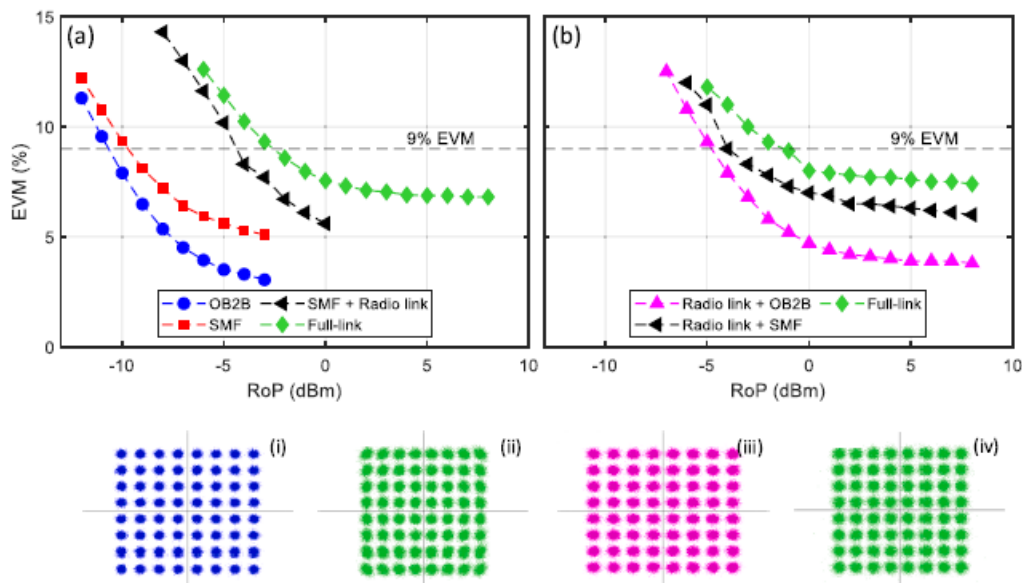 15
(a)
(b)
10
9% EVM
9% EVM
EVM (%)
5
OB2B
SMF + Radio link
SMF
Full-link
Radio link + OB2B
Full-link
Radio link + SMF
0
-10
-5
0
5
10
-10
-5
0
5
10
RoP (dBm)
RoP (dBm)
(i)
(ii)
(iii)
(iv)